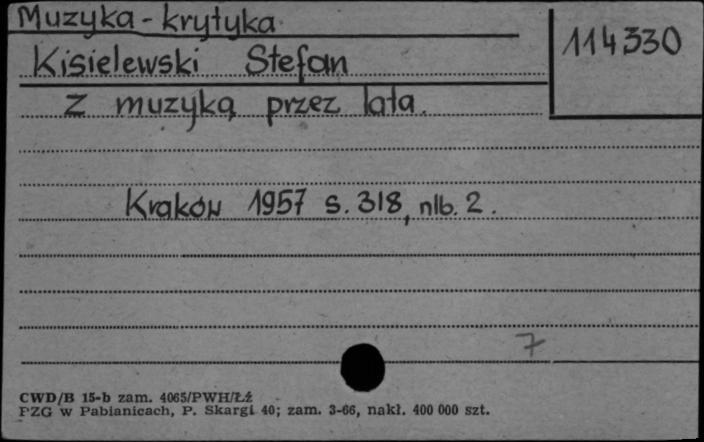 Muzyka - krytyka
114330
Kisielewski Stefan
Z muzyką przez lata.
Kraków 1957 s. 318, nlb. 2.
7
CWD/B 15-b zam. 4065/PWH/Łź
PZG w Pabianicach, P. Skargi 40; zam. 3-66, nakł. 400 000 szt.